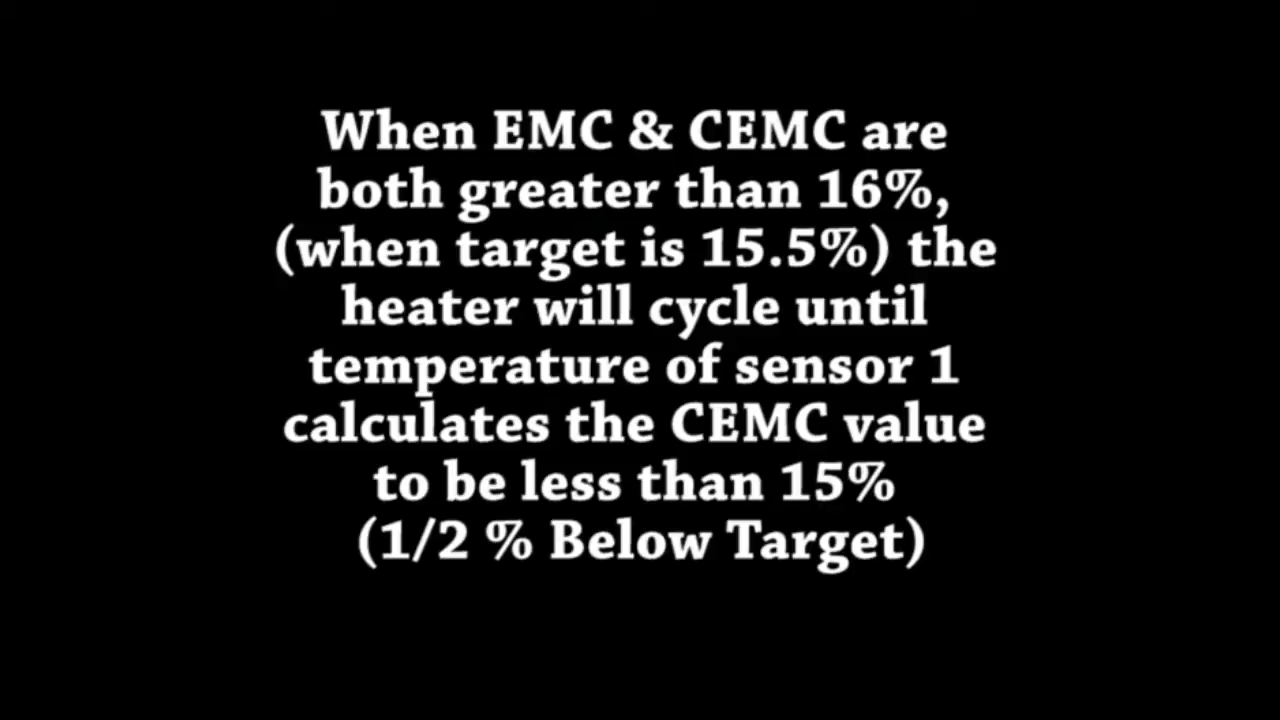 When EMC & CEMC are
both greater than 16%,
(when target is 15.5%) the
heater will cycle until
temperature of sensor 1
calculates the CEMC value
to be less than 15%
(1/2 % Below Target)